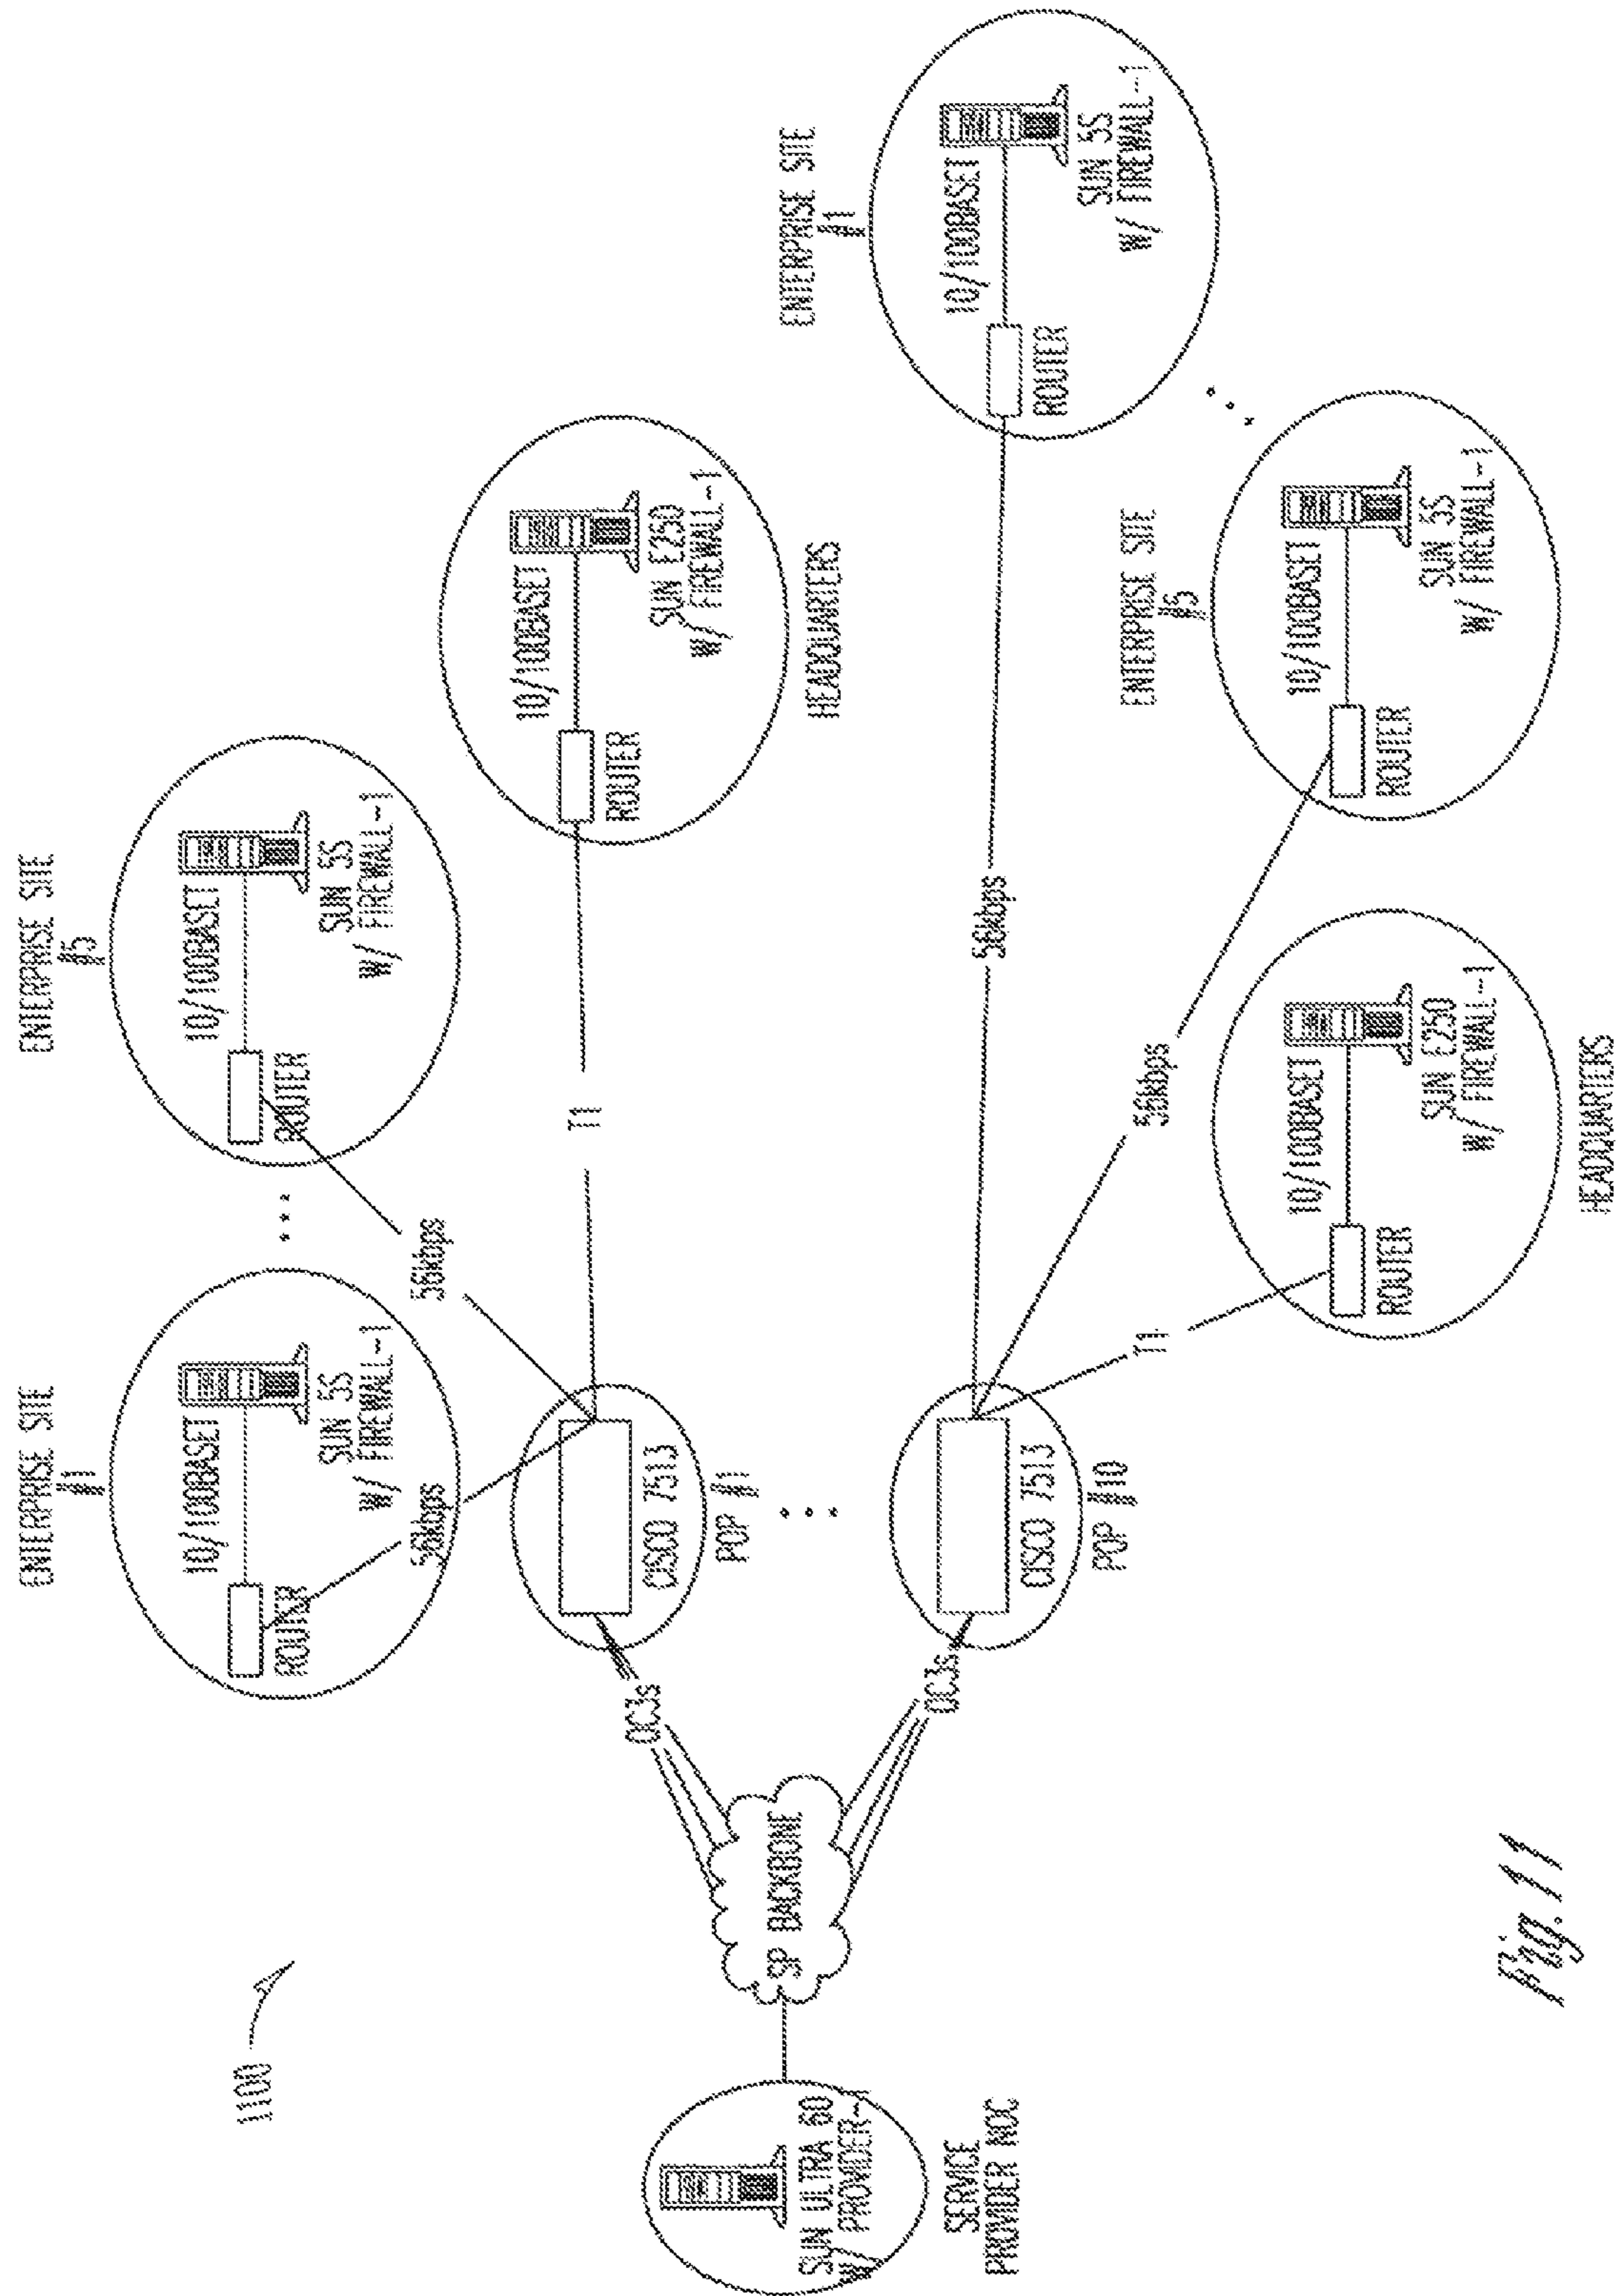 1100
ENTERPRISE SITE
#1
10/100BASET
ROUTER
SUN 5S
W/ FIREWALL-1
56kbps
ENTERPRISE SITE
#5
10/100BASET
ROUTER
SUN 5S
W/ FIREWALL-1
56kbps
. . .
T1
10/100BASET
ROUTER
SUN E250
W/ FIREWALL-1
HEADQUARTERS
OC3s
CISCO 7513
POP #1
. . .
SUN ULTRA 60
W/ PROVIDER-1
SERVICE
PROVIDER NOC
SP BACKBONE
OC3s
CISCO 7513
POP #10
56kbps
ENTERPRISE SITE
#1
10/100BASET
ROUTER
SUN 5S
W/ FIREWALL-1
. . .
56kbps
ENTERPRISE SITE
#5
10/100BASET
ROUTER
SUN 5S
W/ FIREWALL-1
T1
10/100BASET
ROUTER
SUN E250
W/ FIREWALL-1
HEADQUARTERS
Fig. 11